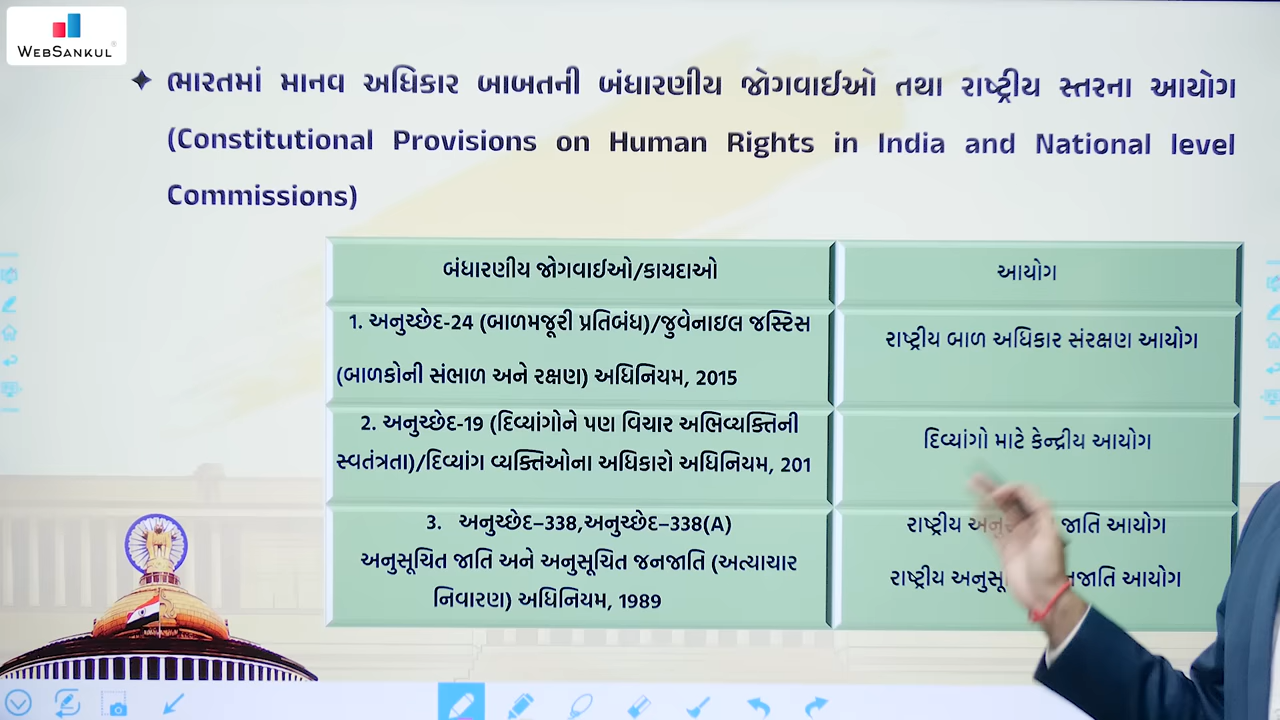 WEBSANKUL
ભારતમાં માનવ અધિકાર બાબતની બંધારણીય જોગવાઈઓ તથા રાષ્ટ્રીય સ્તરના આયોગ
(Constitutional Provisions on Human Rights in India and National level
Commissions)
બંધારણીય જોગવાઈઓ/કાયદાઓ
આયોગ
1. અનુચ્છેદ-24 (બાળમજૂરી પ્રતિબંધ)/જુવેનાઇલ જસ્ટિસ
(બાળકોની સંભાળ અને રક્ષણ) અધિનિયમ, 2015
રાષ્ટ્રીય બાળ અધિકાર સંરક્ષણ આયોગ
2. અનુચ્છેદ-19 (દિવ્યાંગોને પણ વિચાર અભિવ્યક્તિની
સ્વતંત્રતા)/દિવ્યાંગ વ્યક્તિઓના અધિકારો અધિનિયમ, 201
દિવ્યાંગો માટે કેન્દ્રીય આયોગ
3. અનુચ્છેદ–338,અનુચ્છેદ–338(A)
અનુસૂચિત જાતિ અને અનુસૂચિત જનજાતિ (અત્યાચાર
નિવારણ) અધિનિયમ, 1989
રાષ્ટ્રીય જાતિ આયોગ
રાષ્ટ્રીય આયોગ